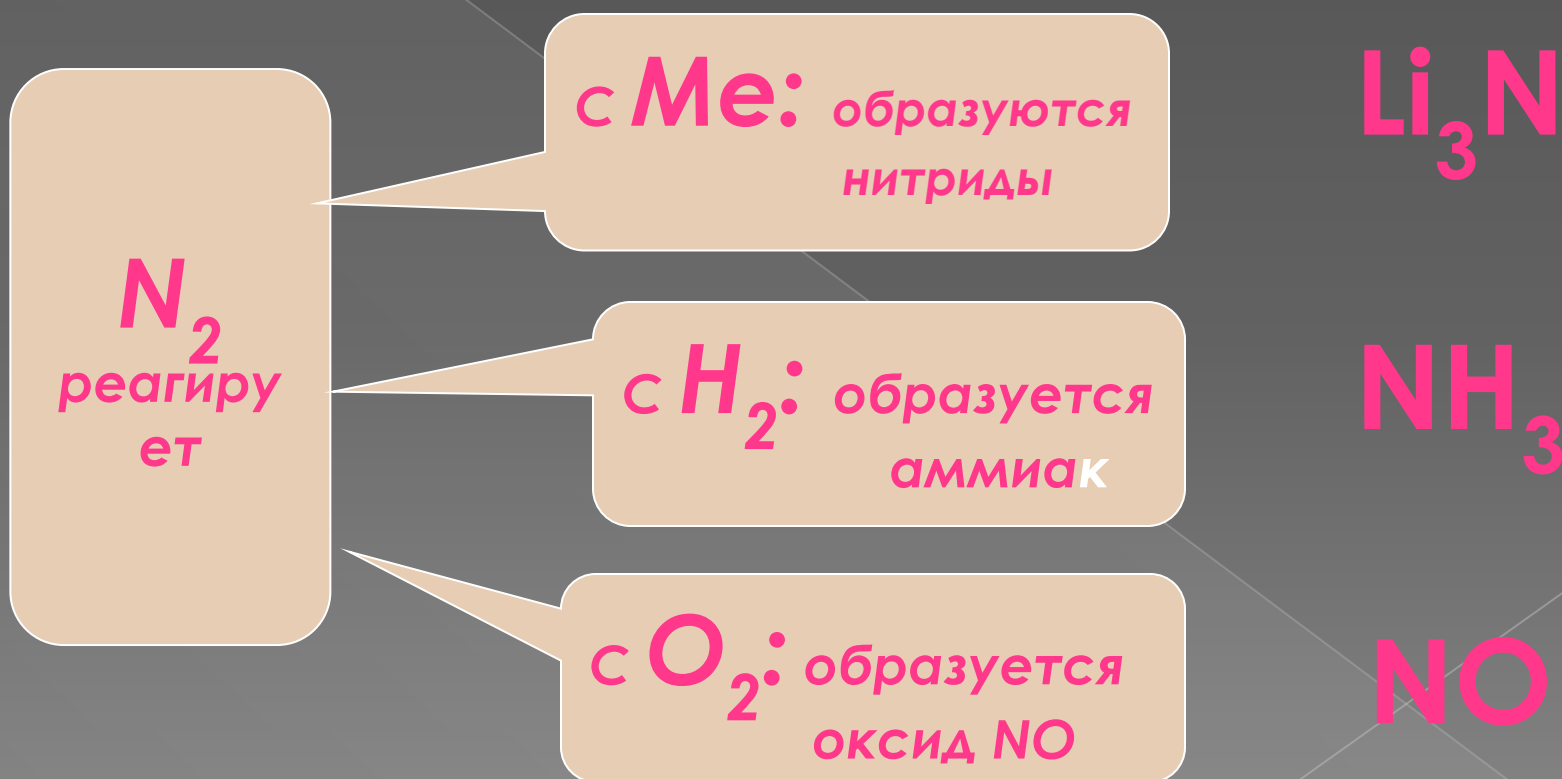 N₂
реагиру
ет
с Me: образуются
нитриды
Li₃N
с H₂: образуется
аммиак
NH₃
с O₂: образуется
оксид NO
NO